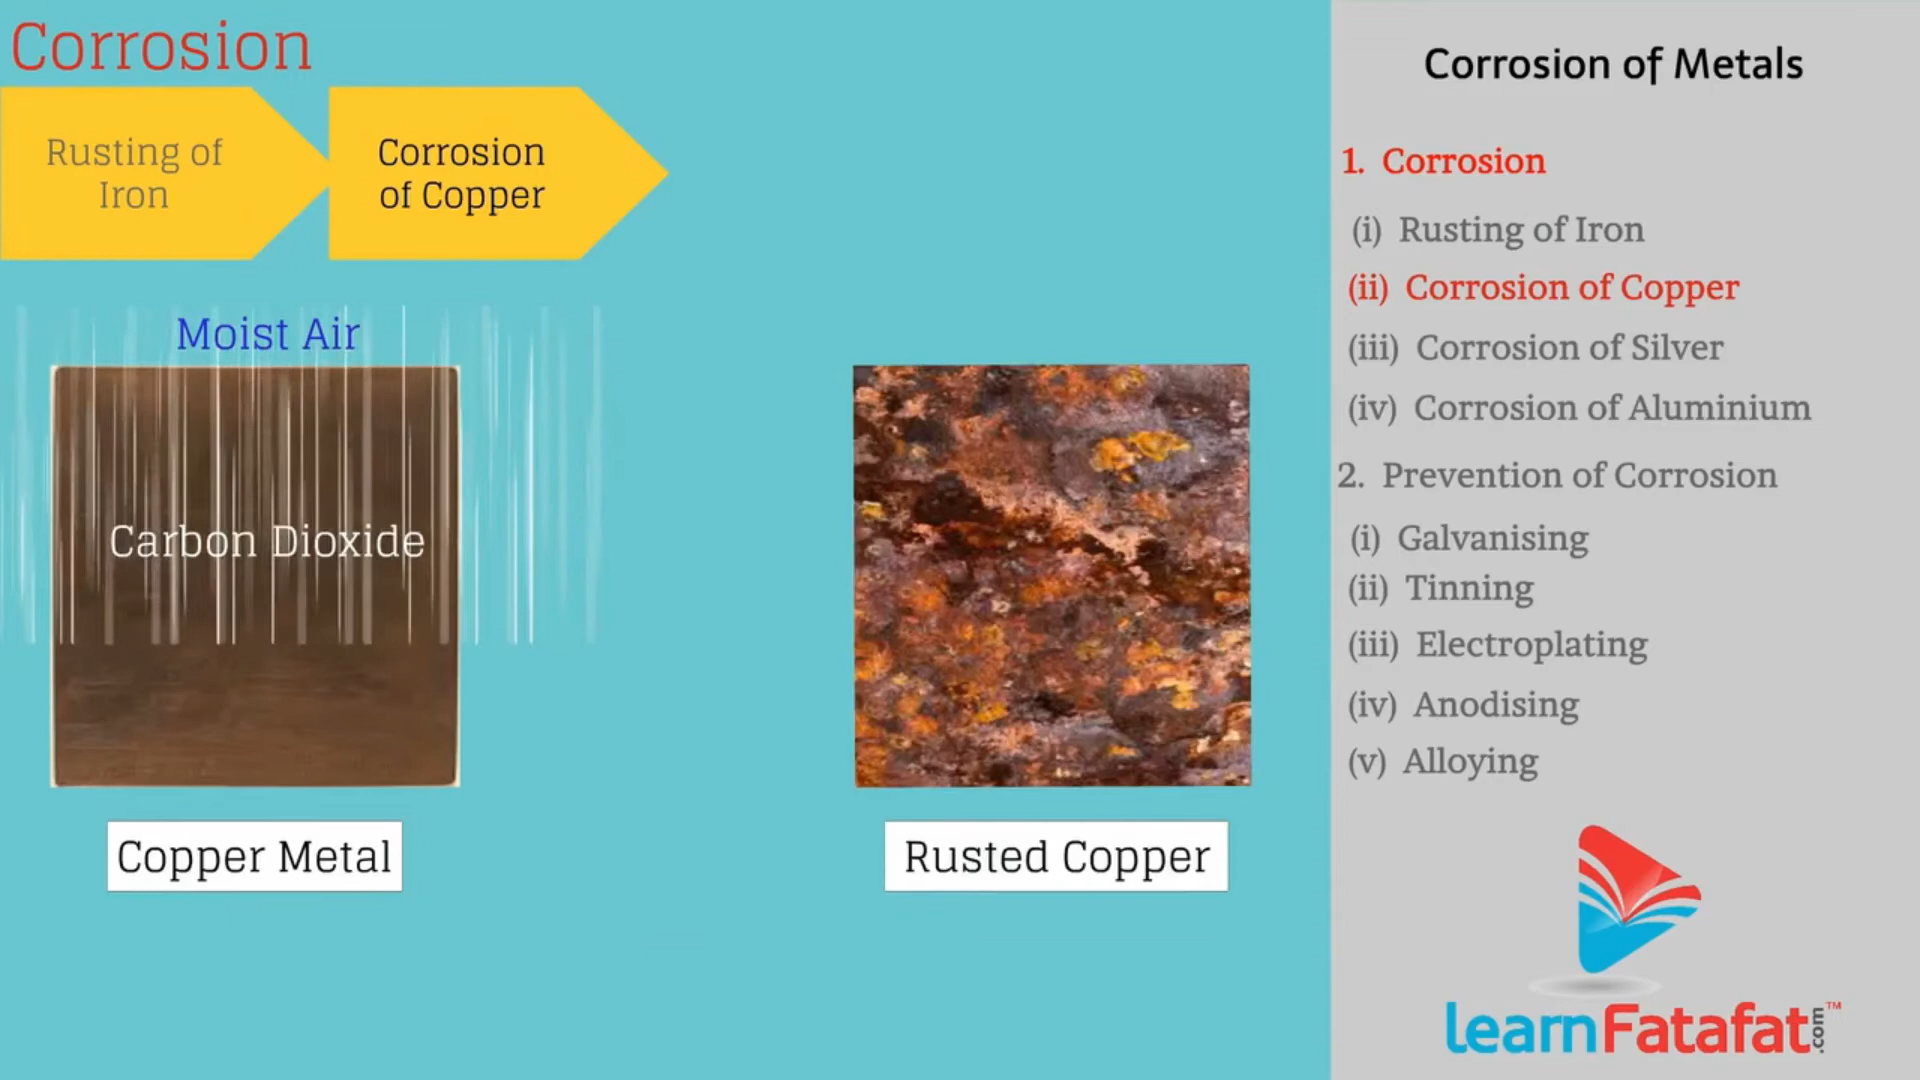 Corrosion
Rusting of
Iron
Corrosion
of Copper
Moist Air
Carbon Dioxide
Copper Metal
Rusted Copper
Corrosion of Metals
1. Corrosion
(i) Rusting of Iron
(ii) Corrosion of Copper
(iii) Corrosion of Silver
(iv) Corrosion of Aluminium
2. Prevention of Corrosion
(i) Galvanising
(ii) Tinning
(iii) Electroplating
(iv) Anodising
(v) Alloying
learnFatafat.com™